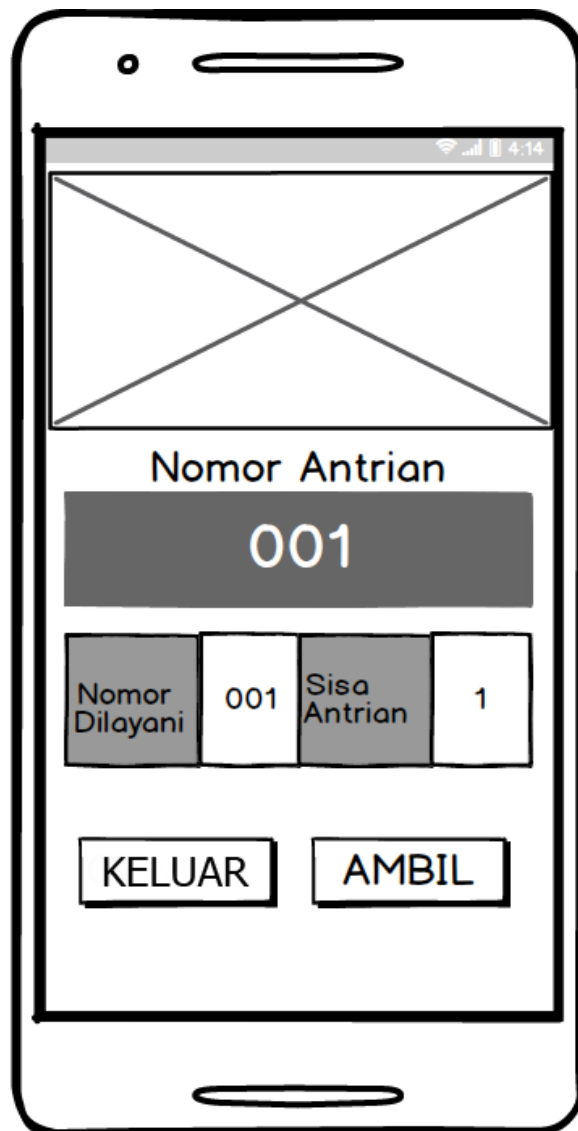 4:14
Nomor Antrian
001
Nomor
Dilayani
001
Sisa
Antrian
1
KELUAR
AMBIL